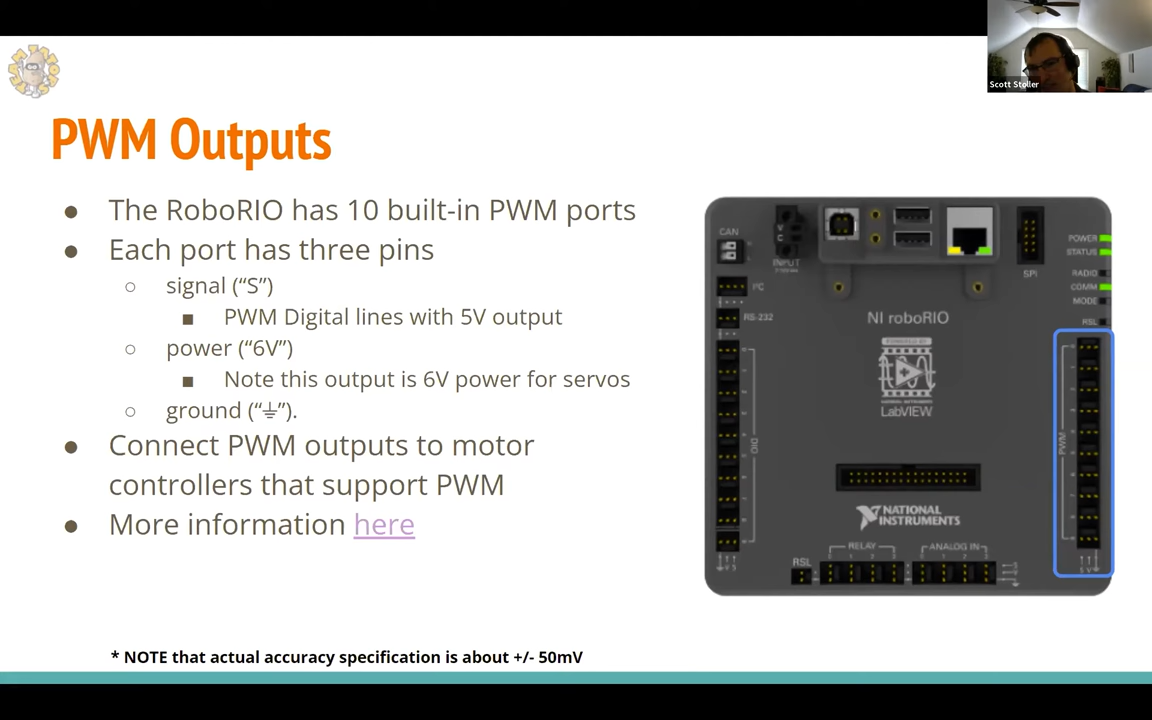 Scott Stoller
PWM Outputs
● The RoboRIO has 10 built-in PWM ports
● Each port has three pins
○ signal (“S”)
■ PWM Digital lines with 5V output
○ power (“6V”)
■ Note this output is 6V power for servos
○ ground (“⏚”).
● Connect PWM outputs to motor
controllers that support PWM
● More information here
* NOTE that actual accuracy specification is about +/- 50mV
CAN
V
C
INPUT
SPI
POWER
STATUS
RADIO
COMM
MODE
RSL
I²C
RS-232
NI roboRIO
LabVIEW
DIO
PWM
NATIONAL
INSTRUMENTS
RELAY
ANALOG IN
RSL